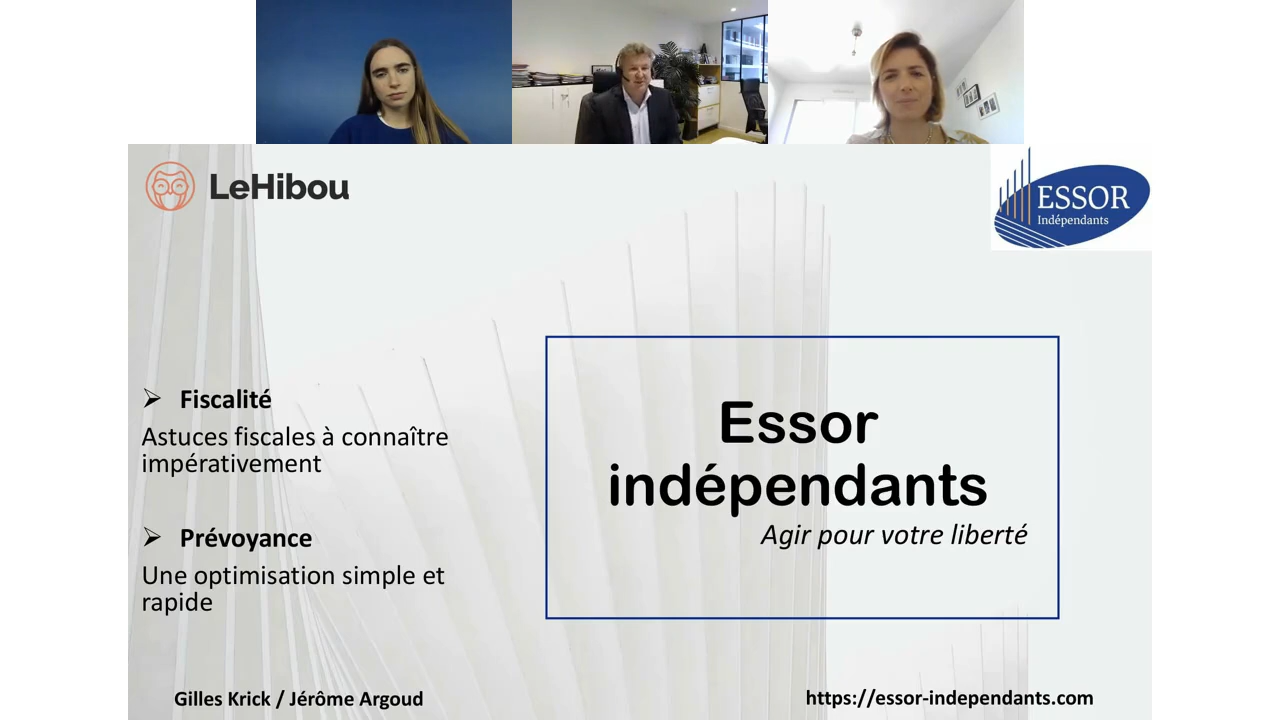 LeHibou
ESSOR
Indépendants
➢ Fiscalité
Astuces fiscales à connaître
impérativement
➢ Prévoyance
Une optimisation simple et
rapide
Essor
indépendants
Agir pour votre liberté
Gilles Krick / Jérôme Argoud
https://essor-independants.com